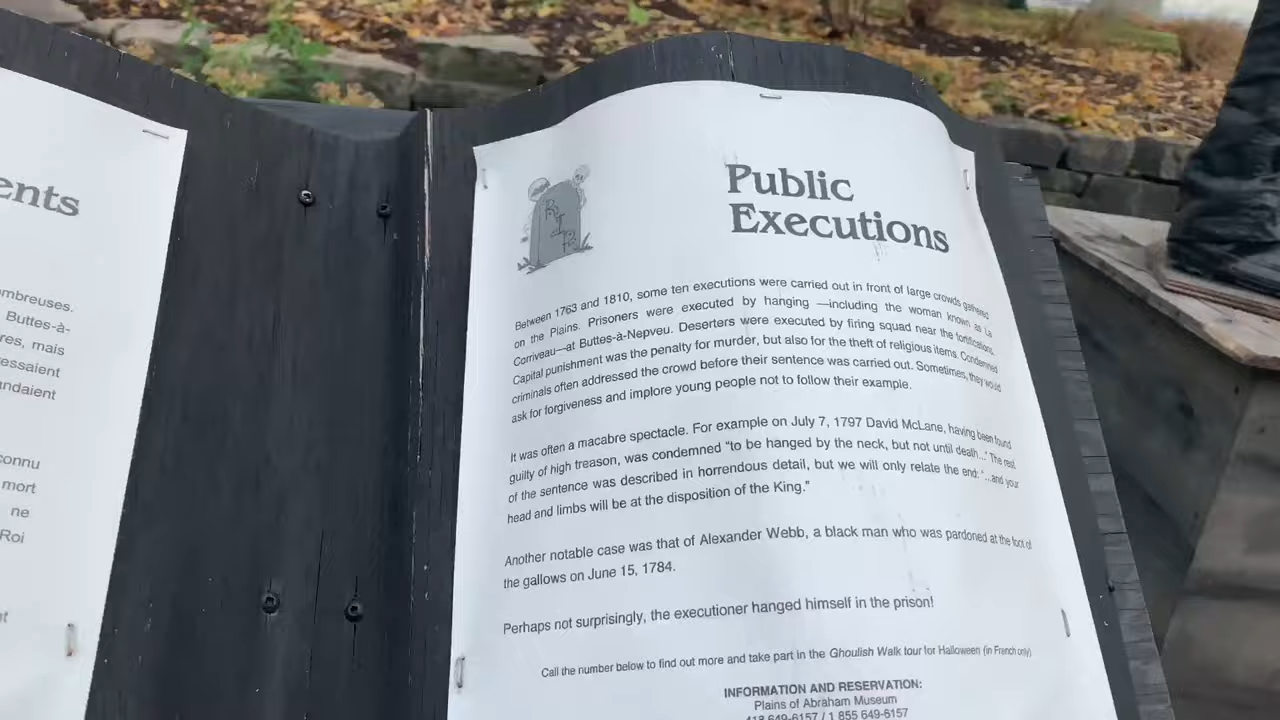 ents
ombreuses.
Buttes-à-
res, mais
essaient
ndaient
connu
mort
ne
Roi
nt
R
I
P
Public
Executions
Between 1763 and 1810, some ten executions were carried out in front of large crowds gathered
on the Plains. Prisoners were executed by hanging —including the woman known as La
Corriveau—at Buttes-à-Nepveu. Deserters were executed by firing squad near the fortifications.
Capital punishment was the penalty for murder, but also for the theft of religious items. Condemned
criminals often addressed the crowd before their sentence was carried out. Sometimes, they would
ask for forgiveness and implore young people not to follow their example.
It was often a macabre spectacle. For example on July 7, 1797 David McLane, having been found
guilty of high treason, was condemned "to be hanged by the neck, but not until death..." The rest
of the sentence was described in horrendous detail, but we will only relate the end: "...and your
head and limbs will be at the disposition of the King."
Another notable case was that of Alexander Webb, a black man who was pardoned at the foot of
the gallows on June 15, 1784.
Perhaps not surprisingly, the executioner hanged himself in the prison!
Call the number below to find out more and take part in the Ghoulish Walk tour for Halloween (in French only)
INFORMATION AND RESERVATION:
Plains of Abraham Museum
418 649-6157 / 1 855 649-6157